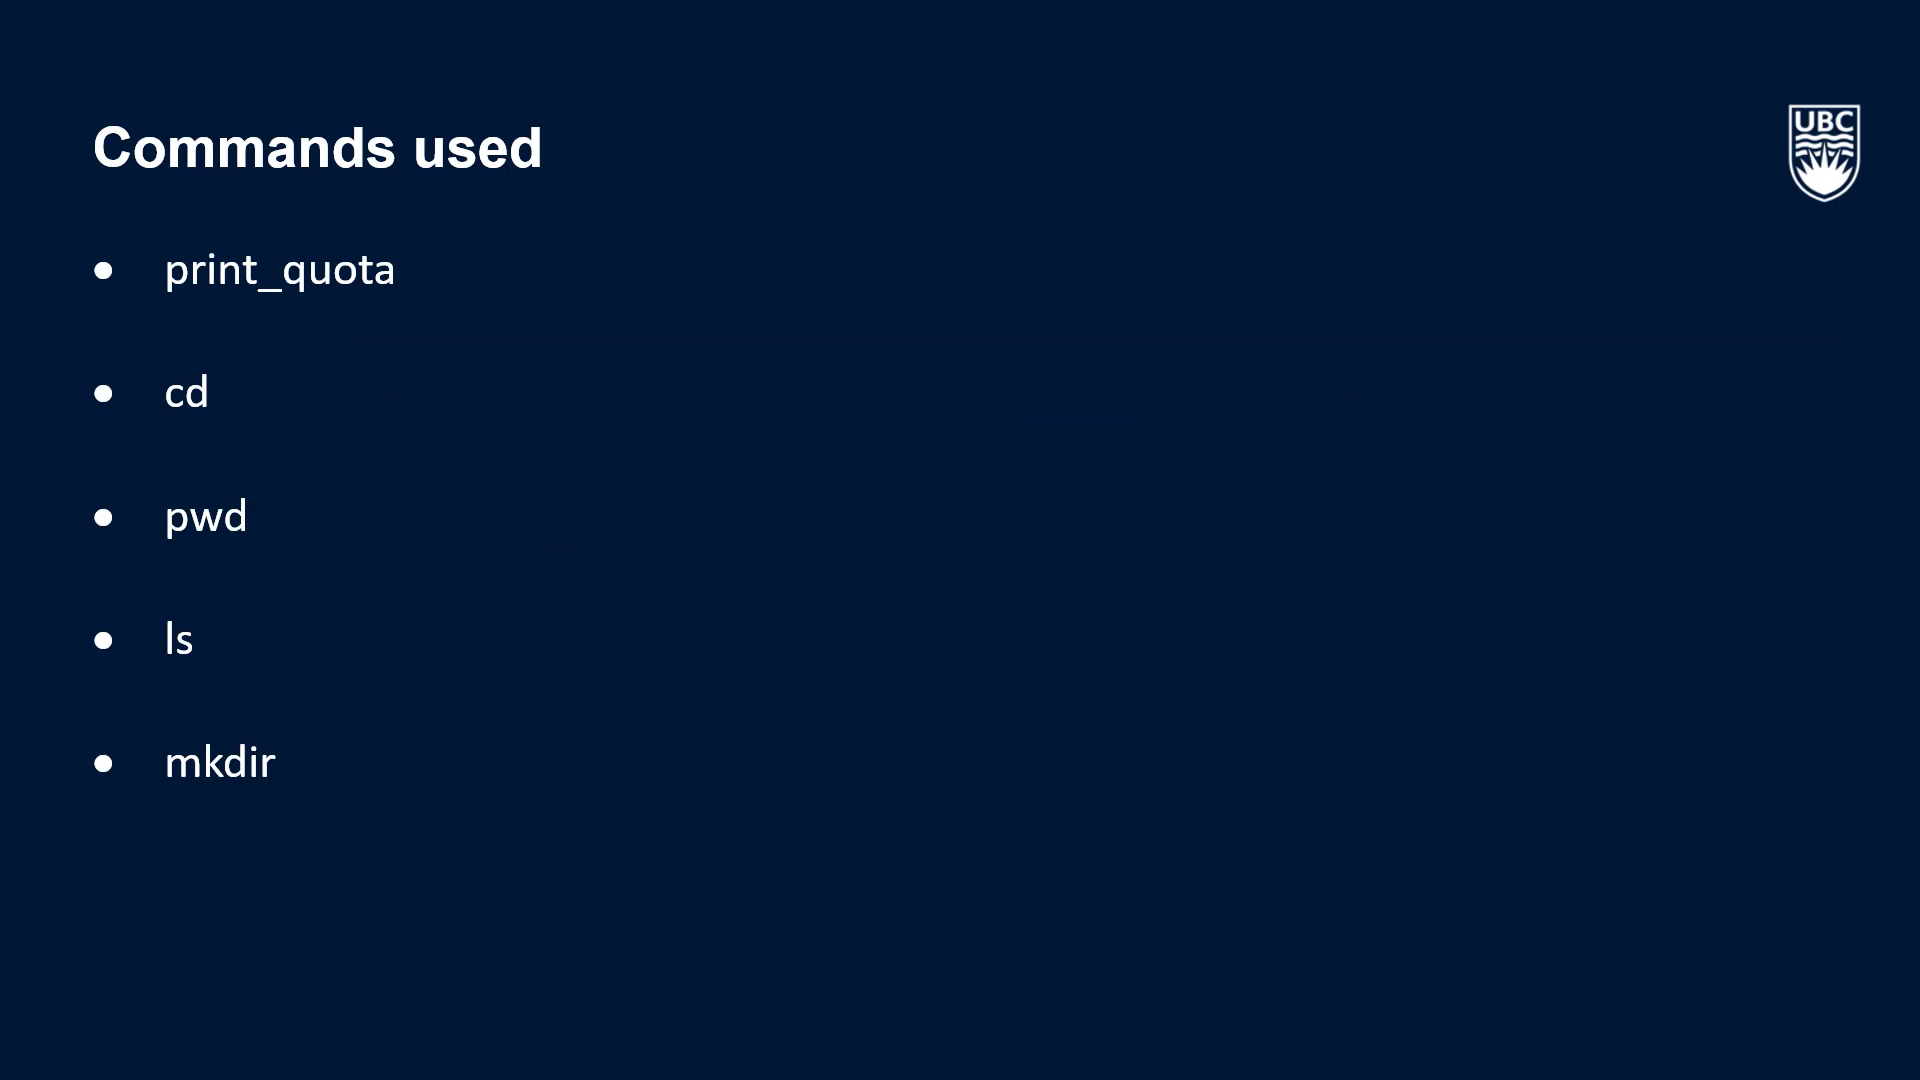 Commands used
UBC
● print_quota
● cd
● pwd
● ls
● mkdir